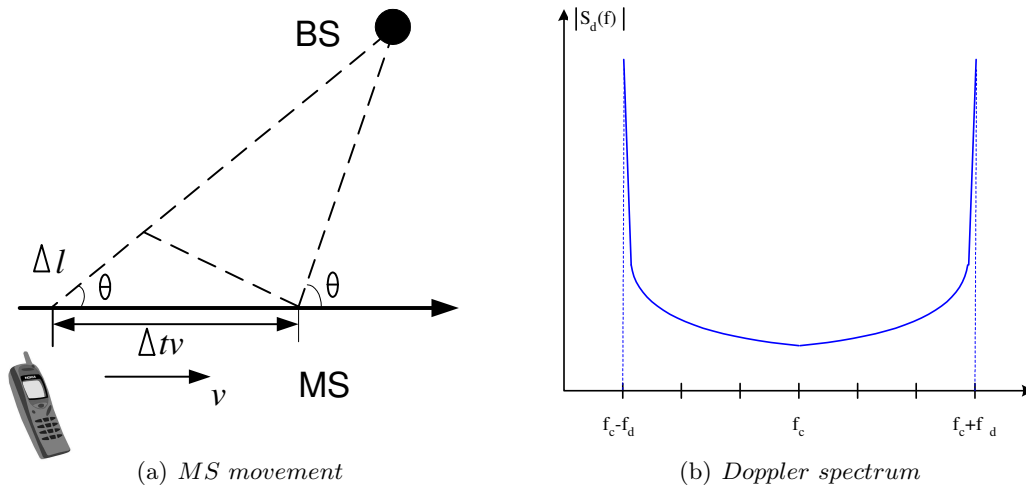 BS
Δl
θ
θ
Δtv
v
MS
(a) MS movement
|S_d(f)|
f_c-f_d
f_c
f_c+f_d
(b) Doppler spectrum